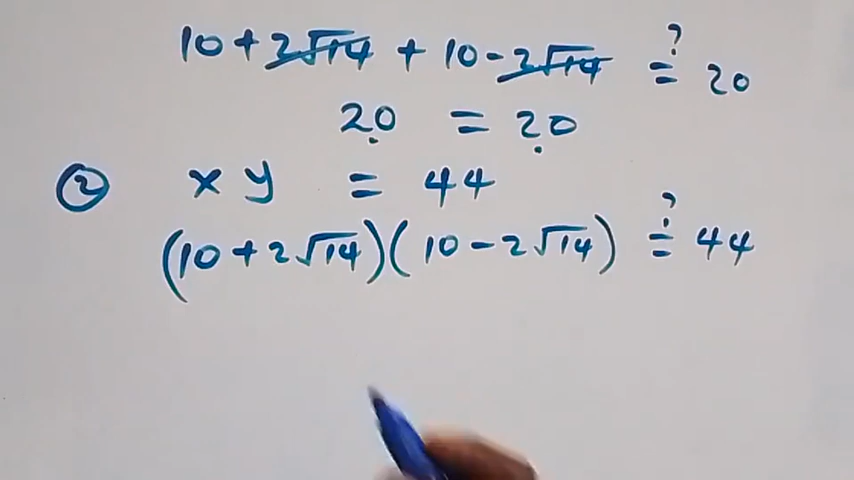 10 + 2√14 + 10 - 2√14 ≟ 20
20 = 20
② xy = 44
(10 + 2√14)(10 - 2√14) ≟ 44